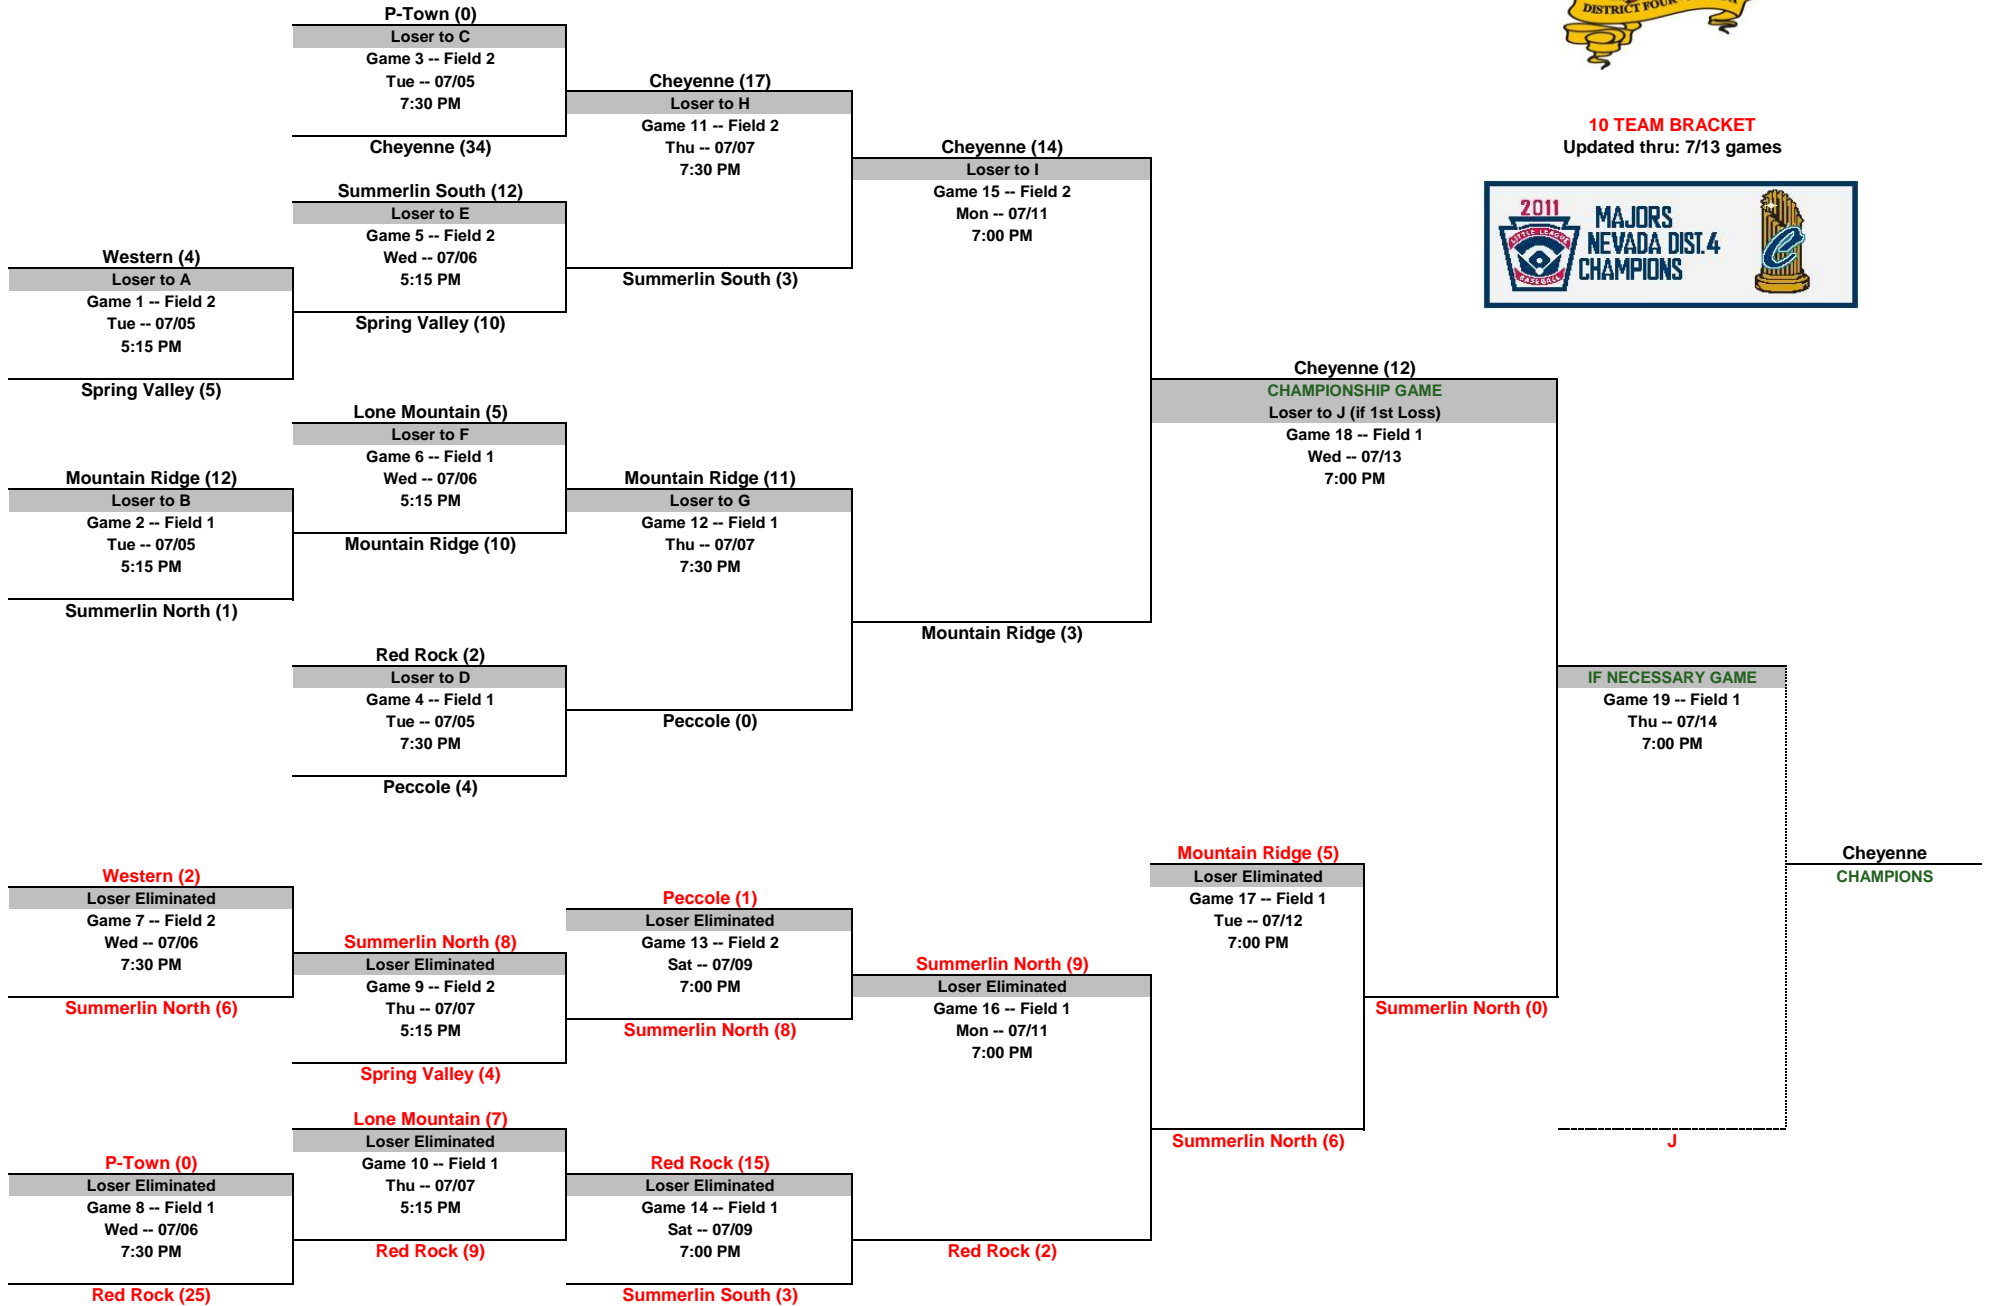 P-Town (0)
Loser to C
Game 3 -- Field 2
Tue -- 07/05
7:30 PM
Cheyenne (34)
Cheyenne (17)
Loser to H
Game 11 -- Field 2
Thu -- 07/07
7:30 PM
Summerlin South (3)
Cheyenne (14)
Loser to I
Game 15 -- Field 2
Mon -- 07/11
7:00 PM
Mountain Ridge (3)
DISTRICT FOUR
10 TEAM BRACKET
Updated thru: 7/13 games
2011
LITTLE LEAGUE
BASEBALL
MAJORS
NEVADA DIST.4
CHAMPIONS
C
Summerlin South (12)
Loser to E
Game 5 -- Field 2
Wed -- 07/06
5:15 PM
Spring Valley (10)
Western (4)
Loser to A
Game 1 -- Field 2
Tue -- 07/05
5:15 PM
Spring Valley (5)
Cheyenne (12)
CHAMPIONSHIP GAME
Loser to J (if 1st Loss)
Game 18 -- Field 1
Wed -- 07/13
7:00 PM
Summerlin North (0)
Lone Mountain (5)
Loser to F
Game 6 -- Field 1
Wed -- 07/06
5:15 PM
Mountain Ridge (10)
Mountain Ridge (12)
Loser to B
Game 2 -- Field 1
Tue -- 07/05
5:15 PM
Summerlin North (1)
Mountain Ridge (11)
Loser to G
Game 12 -- Field 1
Thu -- 07/07
7:30 PM
Peccole (0)
Red Rock (2)
Loser to D
Game 4 -- Field 1
Tue -- 07/05
7:30 PM
Peccole (4)
IF NECESSARY GAME
Game 19 -- Field 1
Thu -- 07/14
7:00 PM
J
Cheyenne
CHAMPIONS
Western (2)
Loser Eliminated
Game 7 -- Field 2
Wed -- 07/06
7:30 PM
Summerlin North (6)
Summerlin North (8)
Loser Eliminated
Game 9 -- Field 2
Thu -- 07/07
5:15 PM
Spring Valley (4)
Peccole (1)
Loser Eliminated
Game 13 -- Field 2
Sat -- 07/09
7:00 PM
Summerlin North (8)
Summerlin North (9)
Loser Eliminated
Game 16 -- Field 1
Mon -- 07/11
7:00 PM
Red Rock (2)
Mountain Ridge (5)
Loser Eliminated
Game 17 -- Field 1
Tue -- 07/12
7:00 PM
Summerlin North (6)
P-Town (0)
Loser Eliminated
Game 8 -- Field 1
Wed -- 07/06
7:30 PM
Red Rock (25)
Lone Mountain (7)
Loser Eliminated
Game 10 -- Field 1
Thu -- 07/07
5:15 PM
Red Rock (9)
Red Rock (15)
Loser Eliminated
Game 14 -- Field 1
Sat -- 07/09
7:00 PM
Summerlin South (3)